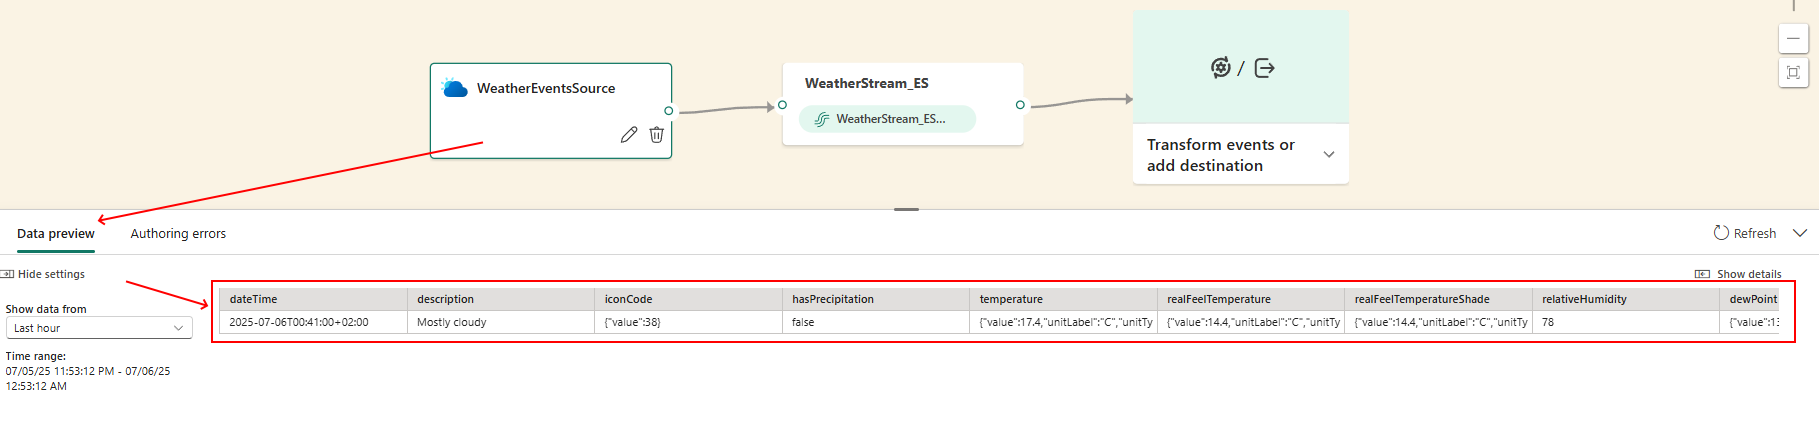 WeatherEventsSource
WeatherStream_ES
WeatherStream_ES...
/
Transform events or
add destination
Data preview
Authoring errors
Refresh
Hide settings
Show details
Show data from
Last hour
Time range:
07/05/25 11:53:12 PM - 07/06/25
12:53:12 AM
dateTime description iconCode hasPrecipitation temperature realFeelTemperature realFeelTemperatureShade relativeHumidity dewPoint
2025-07-06T00:41:00+02:00 Mostly cloudy {"value":38} false {"value":17.4,"unitLabel":"C","unitTy {"value":14.4,"unitLabel":"C","unitTy {"value":14.4,"unitLabel":"C","unitTy 78 {"value":13